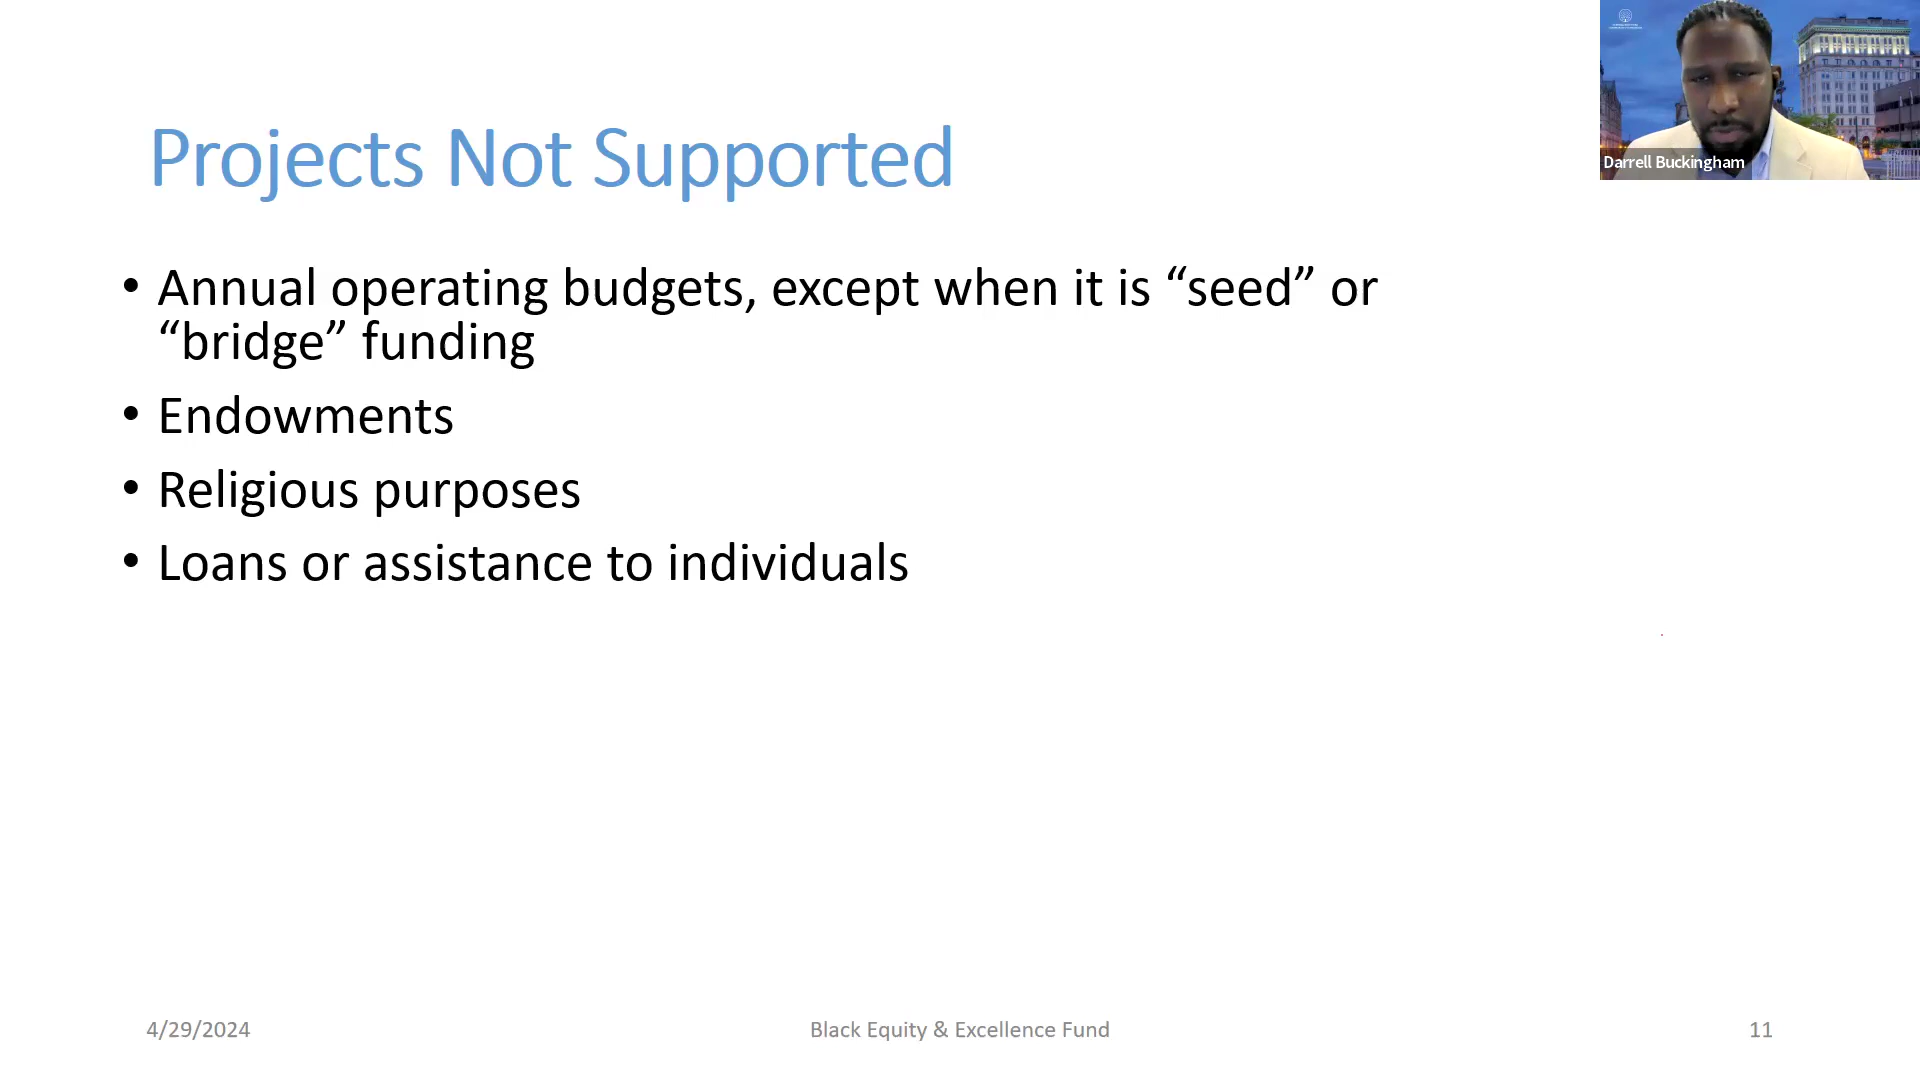 Projects Not Supported
• Annual operating budgets, except when it is “seed” or
“bridge” funding
• Endowments
• Religious purposes
• Loans or assistance to individuals
Darrell Buckingham
4/29/2024
Black Equity & Excellence Fund
11